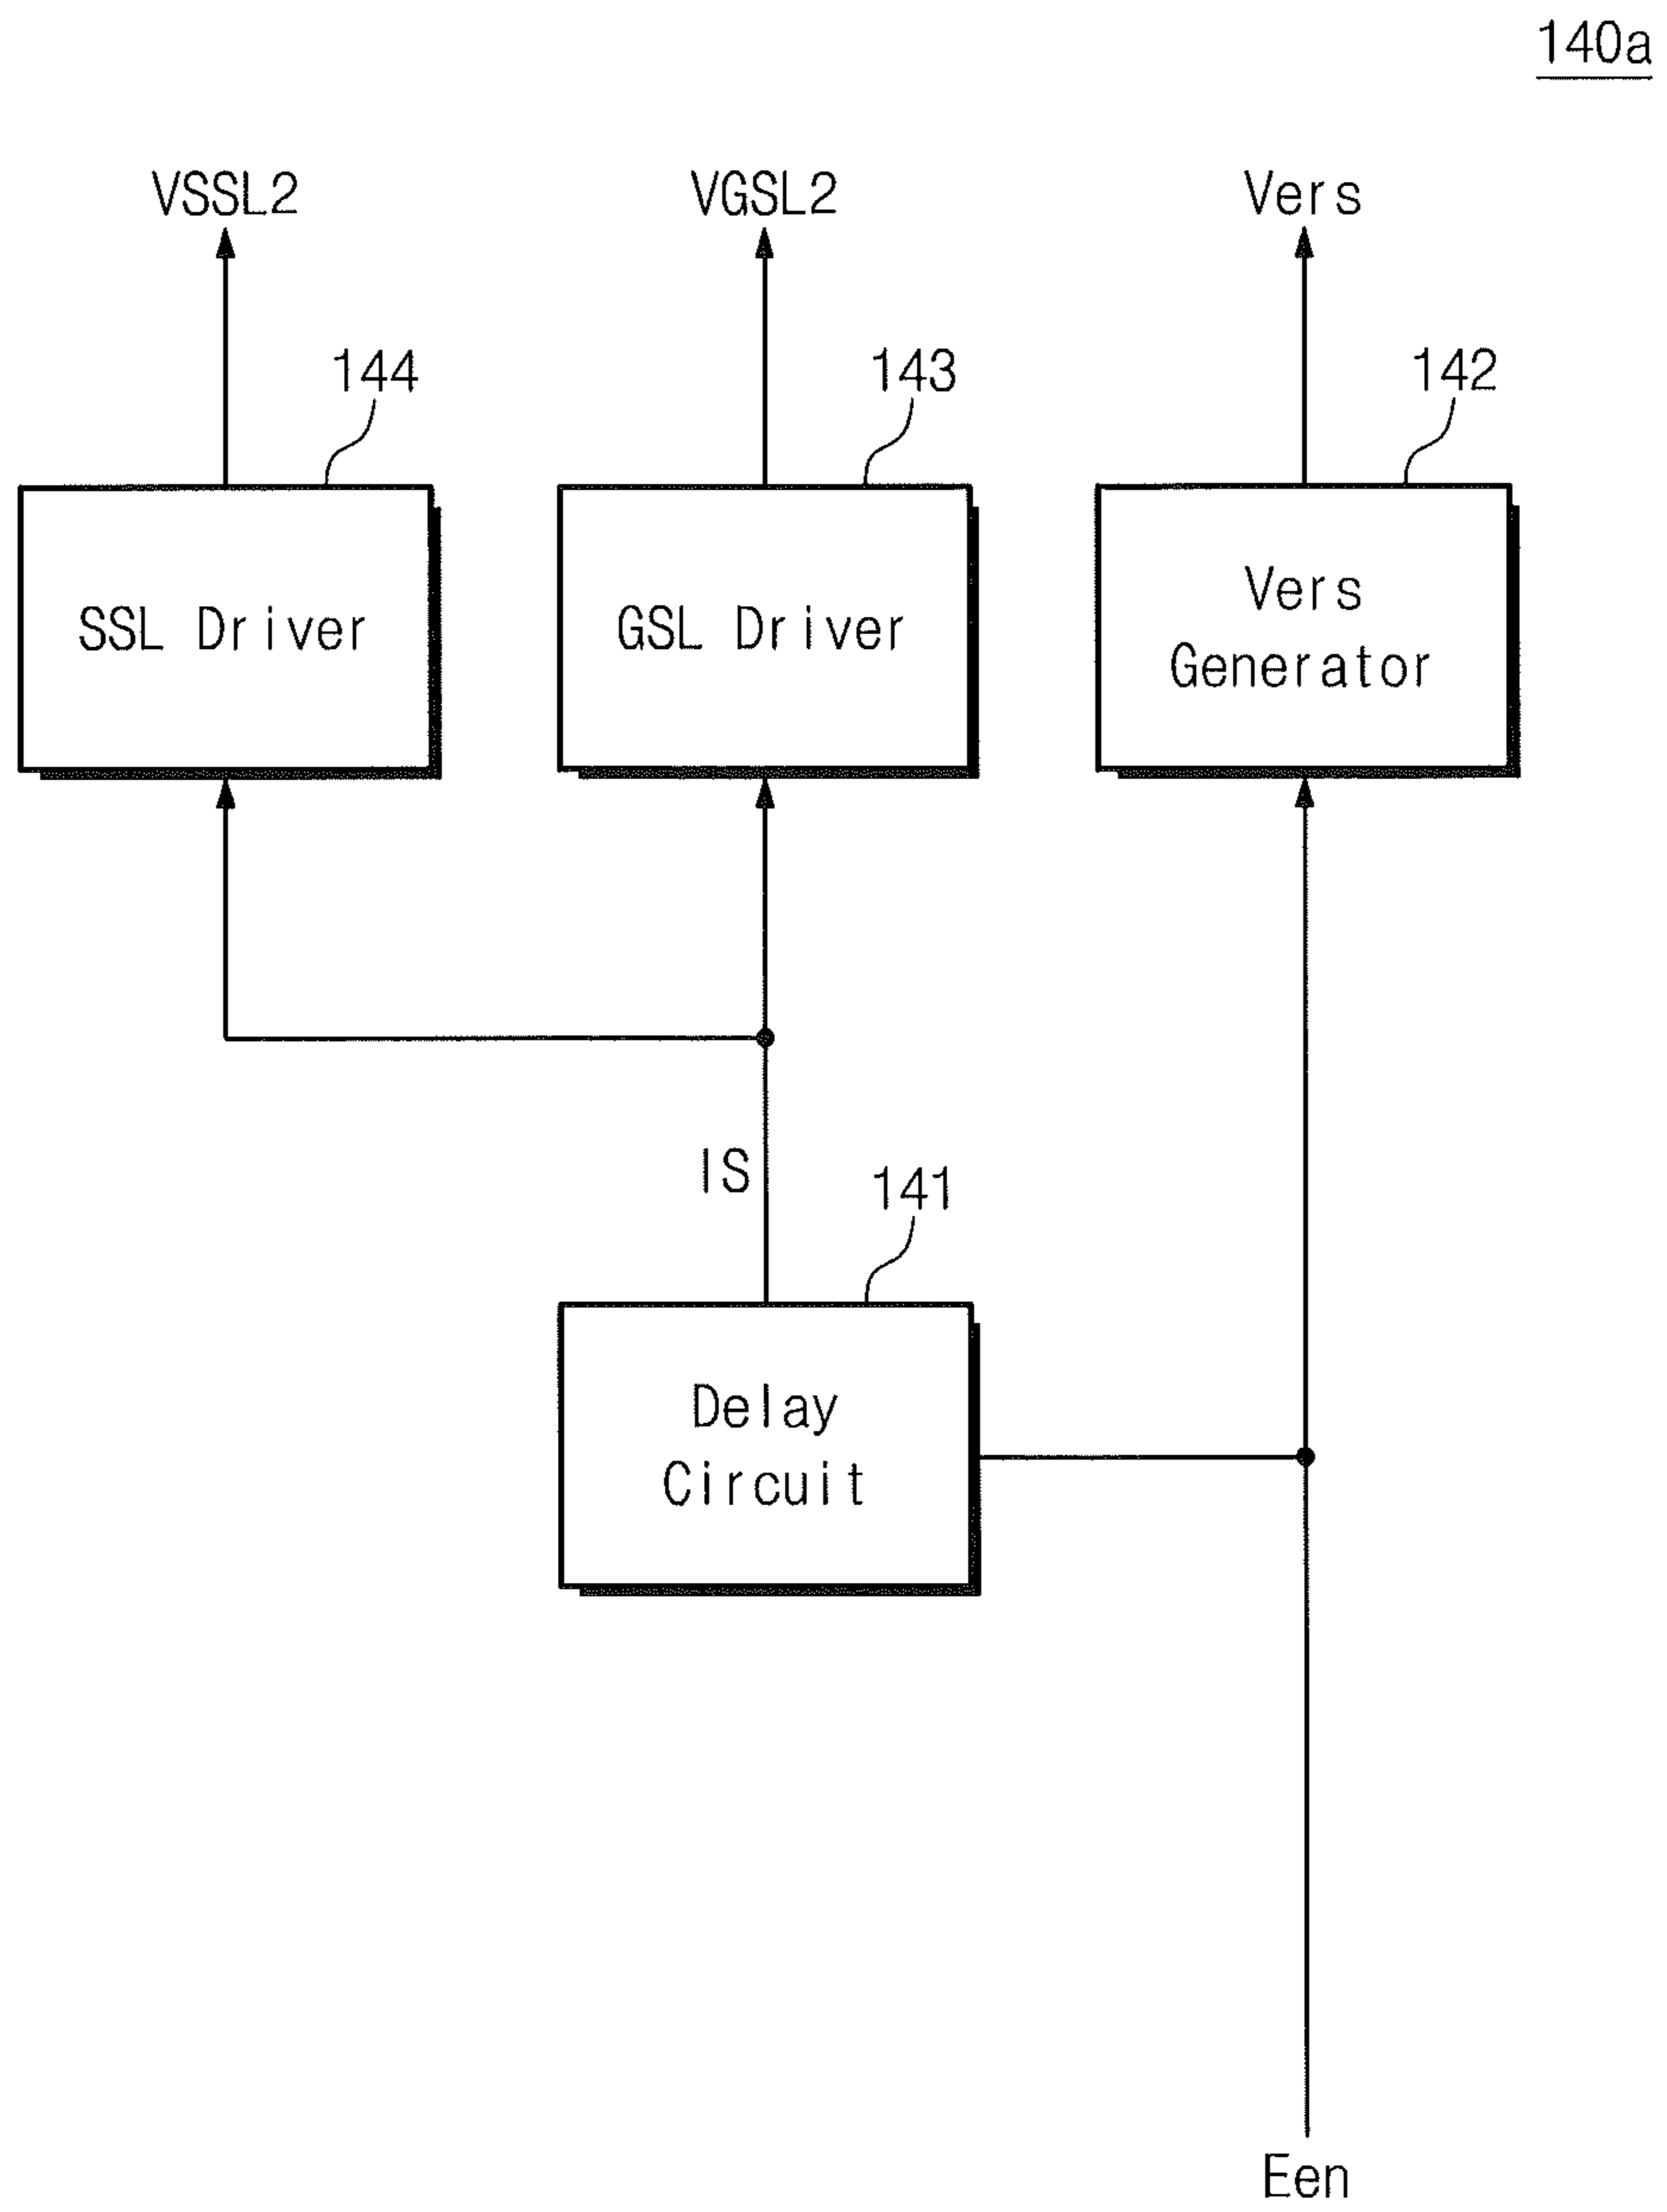 140a
VSSL2 VGSL2 Vers
144 143 142
SSL Driver
GSL Driver
Vers
Generator
IS
141
Delay
Circuit
Een